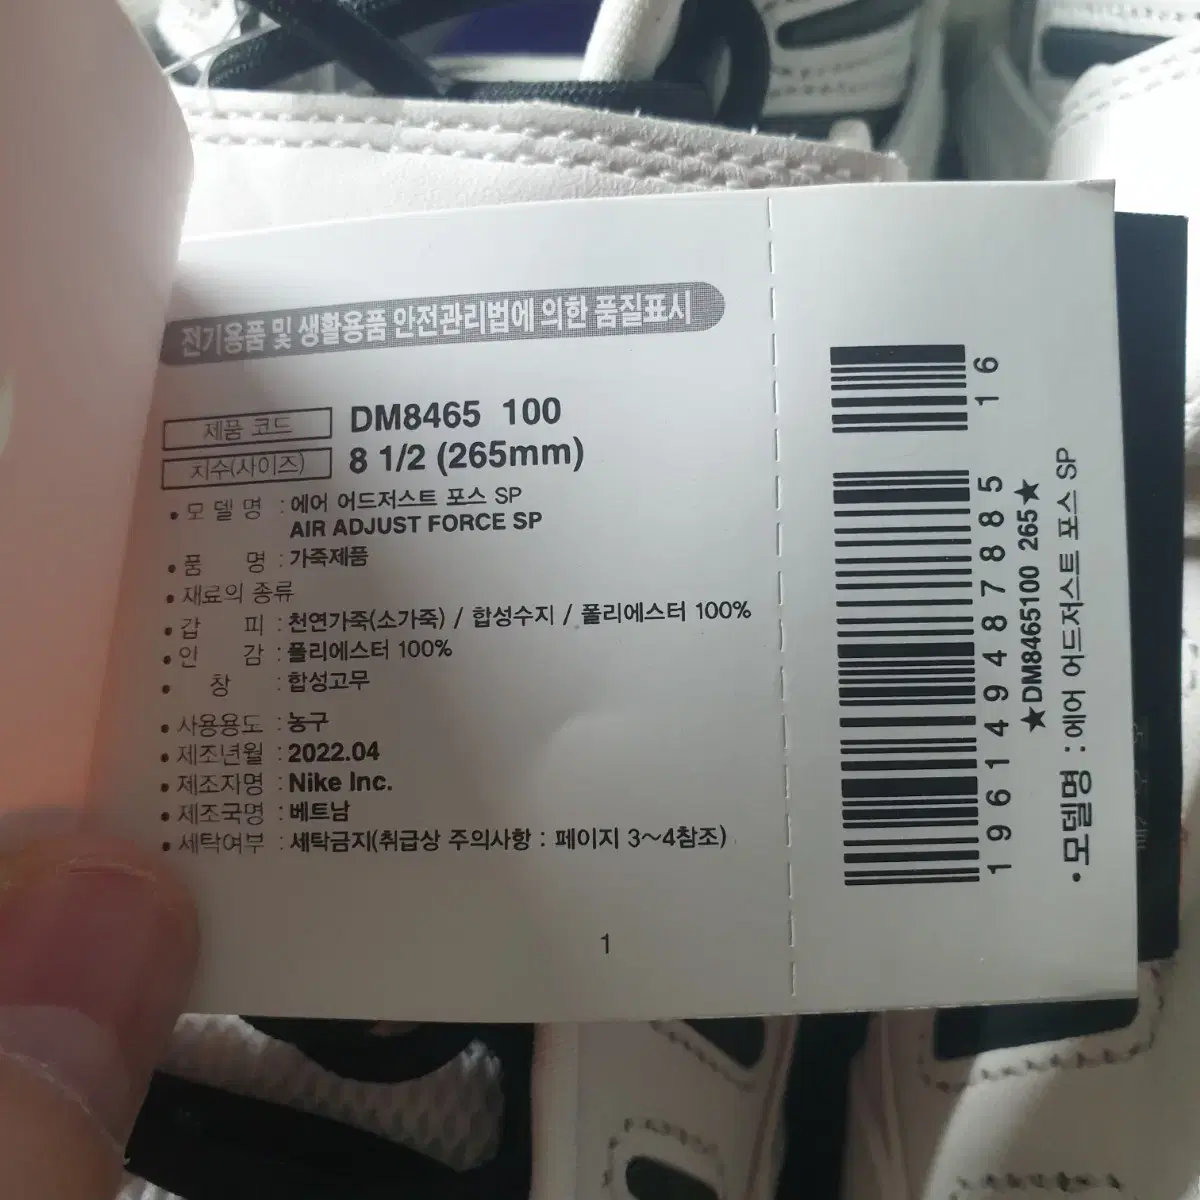 전기용품 및 생활용품 안전관리법에 의한 품질표시
제품 코드 DM8465 100
치수(사이즈) 8 1/2 (265mm)
• 모 델 명 : 에어 어드저스트 포스 SP
AIR ADJUST FORCE SP
• 품 명 : 가죽제품
• 재료의 종류
• 갑 피 : 천연가죽(소가죽) / 합성수지 / 폴리에스터 100%
• 안 감 : 폴리에스터 100%
• 창 : 합성고무
• 사용용도 : 농구
• 제조년월 : 2022.04
• 제조자명 : Nike Inc.
• 제조국명 : 베트남
• 세탁여부 : 세탁금지(취급상 주의사항 : 페이지 3~4참조)
1
16
196149487885
★DM8465100 265★
• 모델명 : 에어 어드저스트 포스 SP